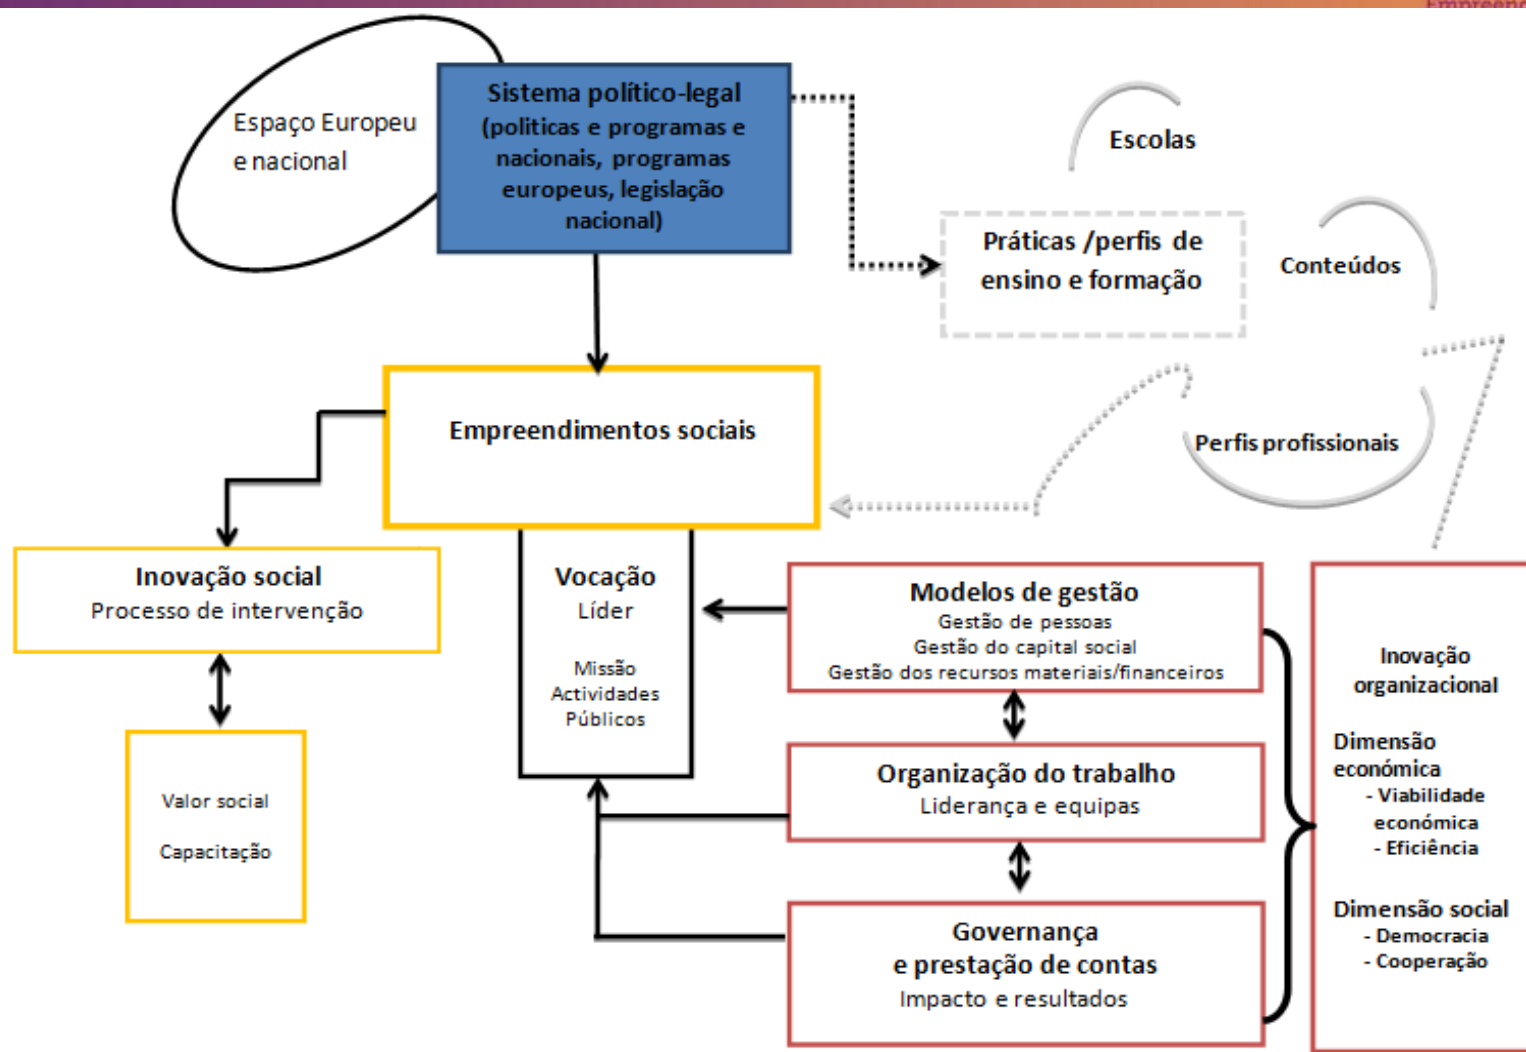 Espaço Europeu
e nacional
Sistema político-legal
(politicas e programas e
nacionais, programas
europeus, legislação
nacional)
Escolas
Práticas /perfis de
ensino e formação
Conteúdos
Perfis profissionais
Empreendimentos sociais
Inovação social
Processo de intervenção
Valor social
Capacitação
Vocação
Líder
Missão
Actividades
Públicos
Modelos de gestão
Gestão de pessoas
Gestão do capital social
Gestão dos recursos materiais/financeiros
Organização do trabalho
Liderança e equipas
Governança
e prestação de contas
Impacto e resultados
Inovação
organizacional
Dimensão
económica
- Viabilidade
económica
- Eficiência
Dimensão social
- Democracia
- Cooperação